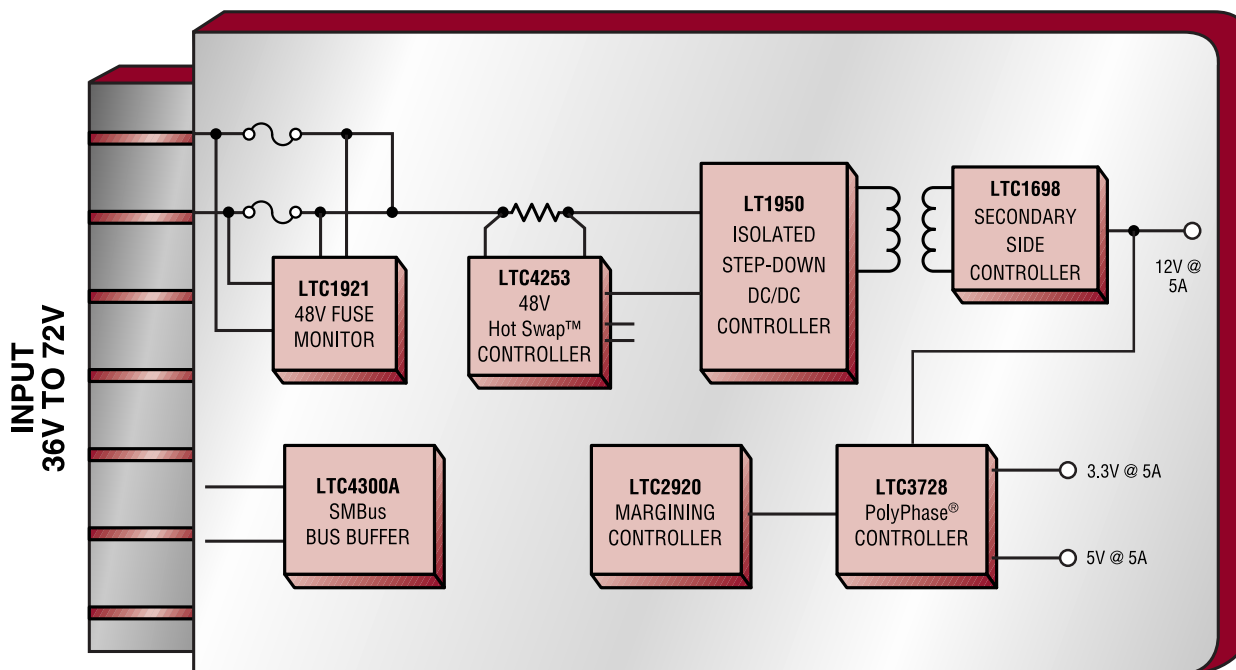 INPUT
36V TO 72V
LTC1921
48V FUSE
MONITOR
LTC4253
48V
Hot Swap™
CONTROLLER
LT1950
ISOLATED
STEP-DOWN
DC/DC
CONTROLLER
LTC1698
SECONDARY
SIDE
CONTROLLER
12V @
5A
LTC4300A
SMBus
BUS BUFFER
LTC2920
MARGINING
CONTROLLER
LTC3728
PolyPhase®
CONTROLLER
3.3V @ 5A
5V @ 5A